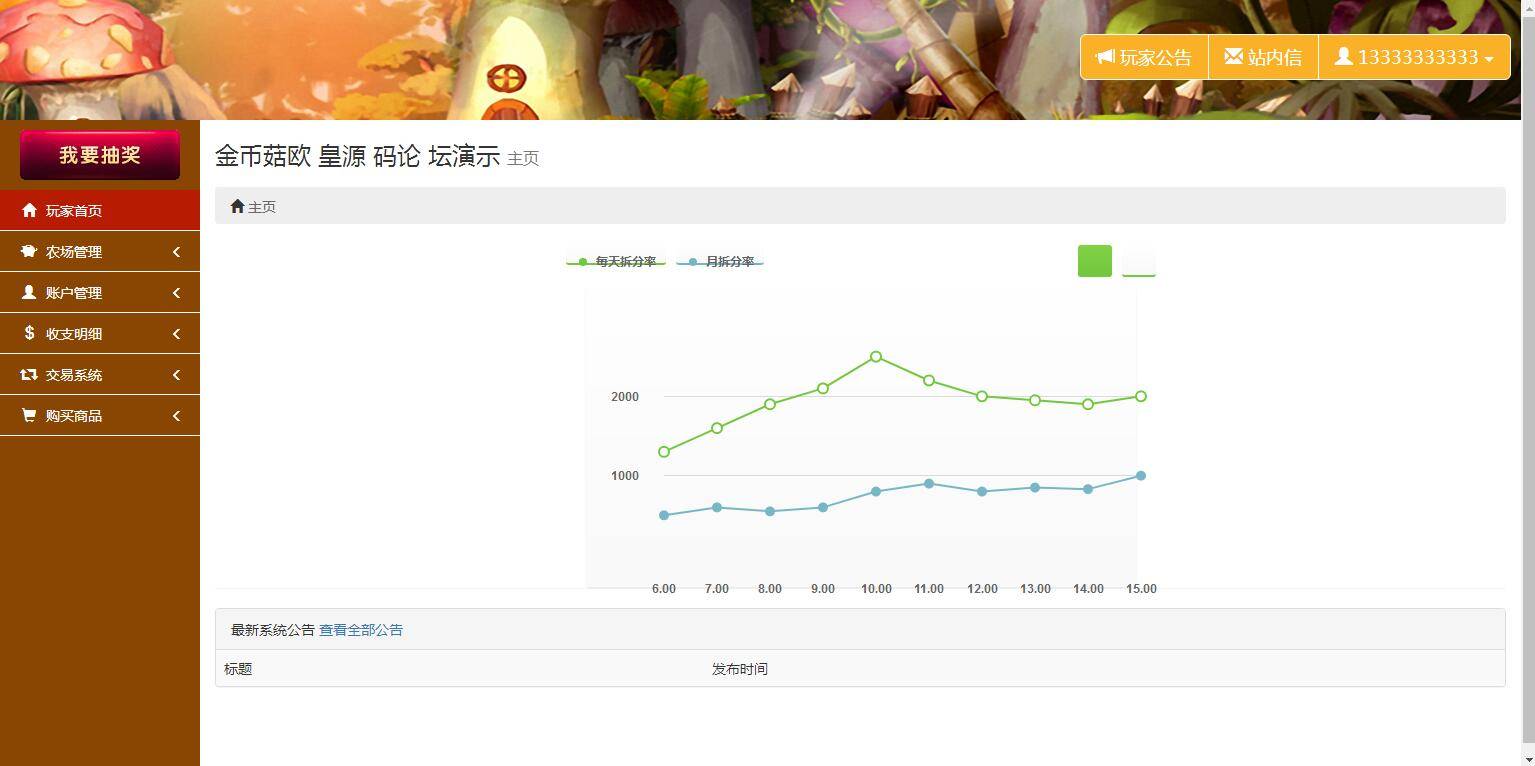 玩家公告 站内信 13333333333
我要抽奖
玩家首页
农场管理
账户管理
收支明细
交易系统
购买商品
金币菇欧 皇源 码论 坛演示 主页
主页
每天拆分率 月拆分率
2000
1000
6.00 7.00 8.00 9.00 10.00 11.00 12.00 13.00 14.00 15.00
最新系统公告 查看全部公告
标题 发布时间